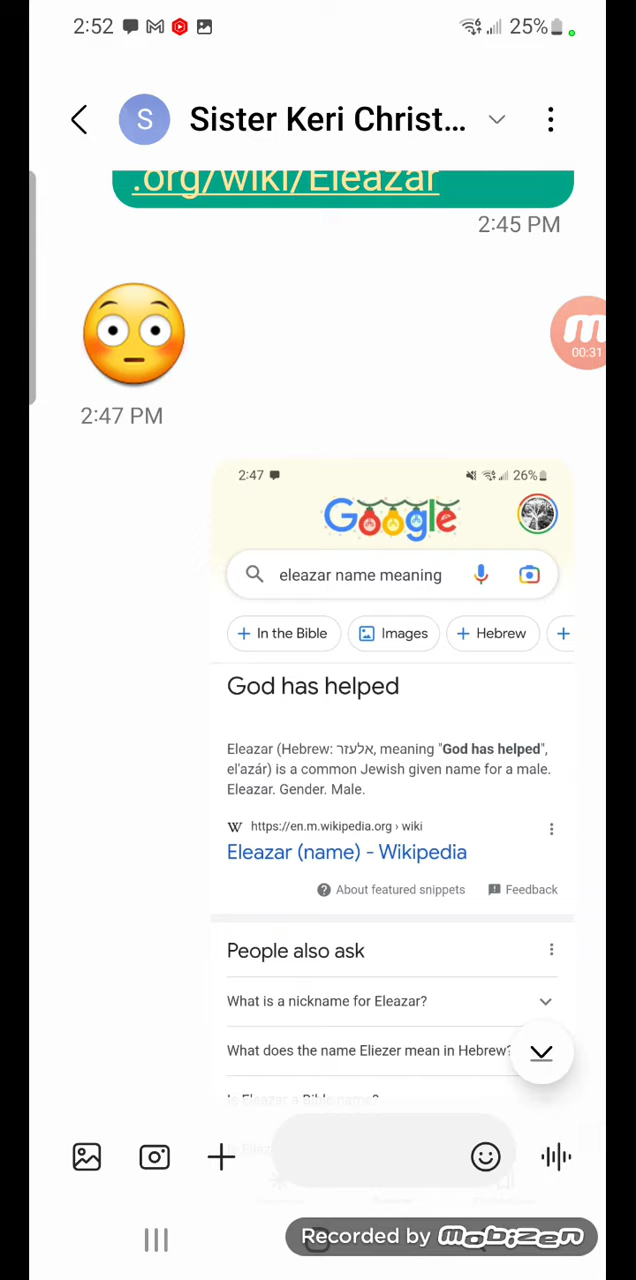 2:52 25%
S Sister Keri Christ...
.org/wiki/Eleazar
2:45 PM
00:31
2:47 PM
2:47 26%
Google
eleazar name meaning
+ In the Bible Images + Hebrew +
God has helped
Eleazar (Hebrew: אלעזר, meaning "God has helped",
el'azár) is a common Jewish given name for a male.
Eleazar. Gender. Male.
W https://en.m.wikipedia.org › wiki
Eleazar (name) - Wikipedia
About featured snippets Feedback
People also ask
What is a nickname for Eleazar?
What does the name Eliezer mean in Hebrew?
Is Eleazar a Bible name?
Recorded by mobizen